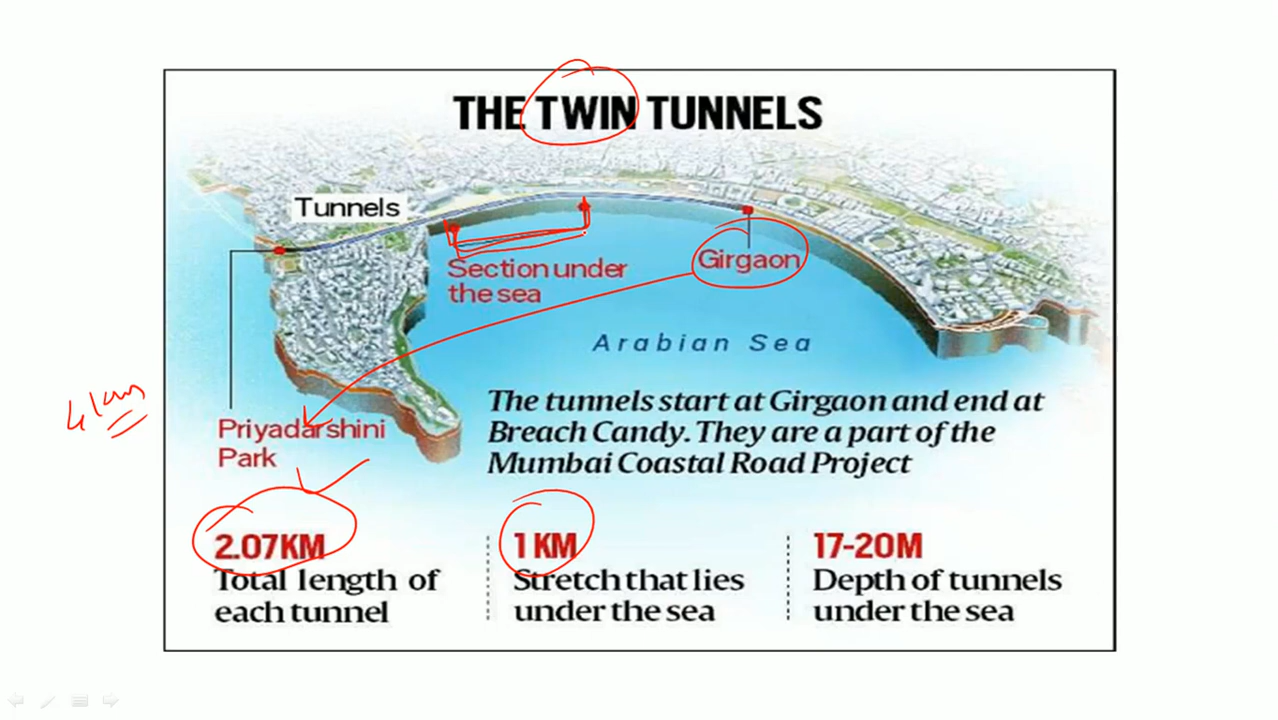 THE TWIN TUNNELS
Tunnels
Section under
the sea
Girgaon
Arabian Sea
4 km
Priyadarshini
Park
The tunnels start at Girgaon and end at
Breach Candy. They are a part of the
Mumbai Coastal Road Project
2.07KM
Total length of
each tunnel
1 KM
Stretch that lies
under the sea
17-20M
Depth of tunnels
under the sea